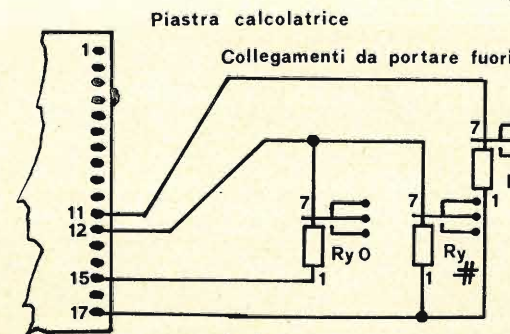 Piastra calcolatrice
Collegamenti da portare fuori
1
7
11
12
7
7
1
Ry 0
Ry #
15
1
1
17